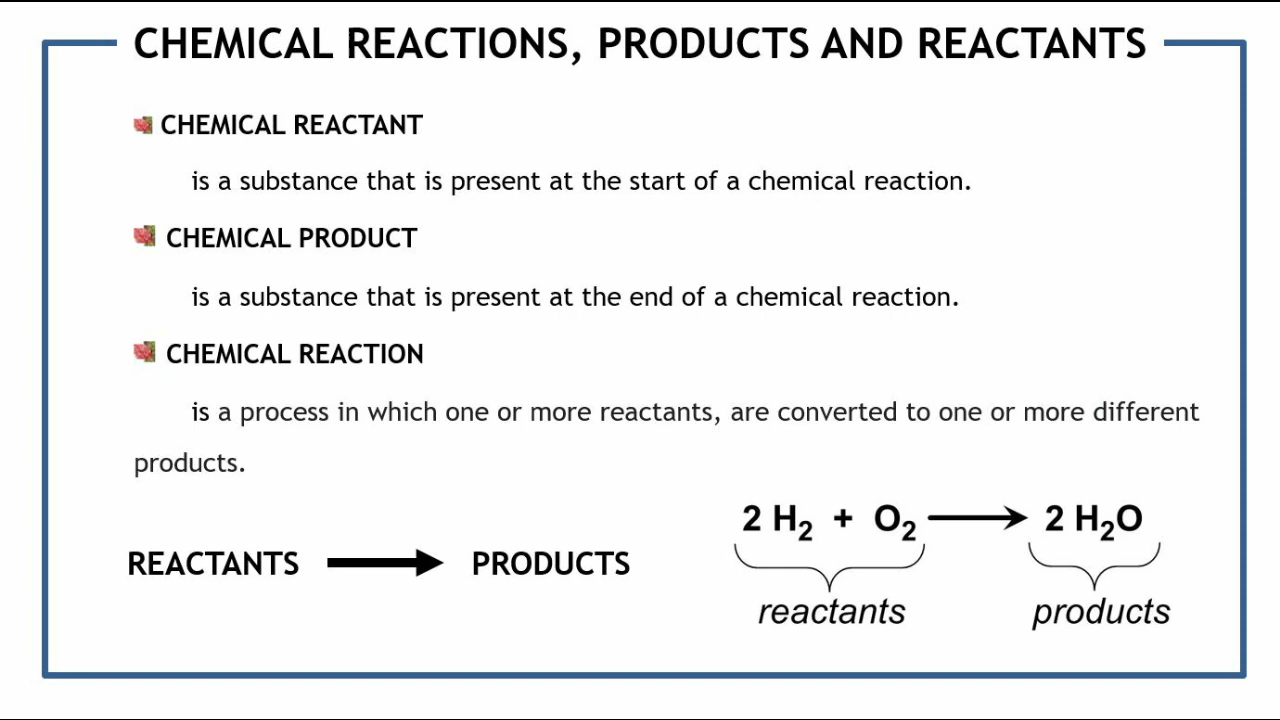 CHEMICAL REACTIONS, PRODUCTS AND REACTANTS
CHEMICAL REACTANT
is a substance that is present at the start of a chemical reaction.
CHEMICAL PRODUCT
is a substance that is present at the end of a chemical reaction.
CHEMICAL REACTION
is a process in which one or more reactants, are converted to one or more different
products.
REACTANTS → PRODUCTS
2 H₂ + O₂ → 2 H₂O
reactants products